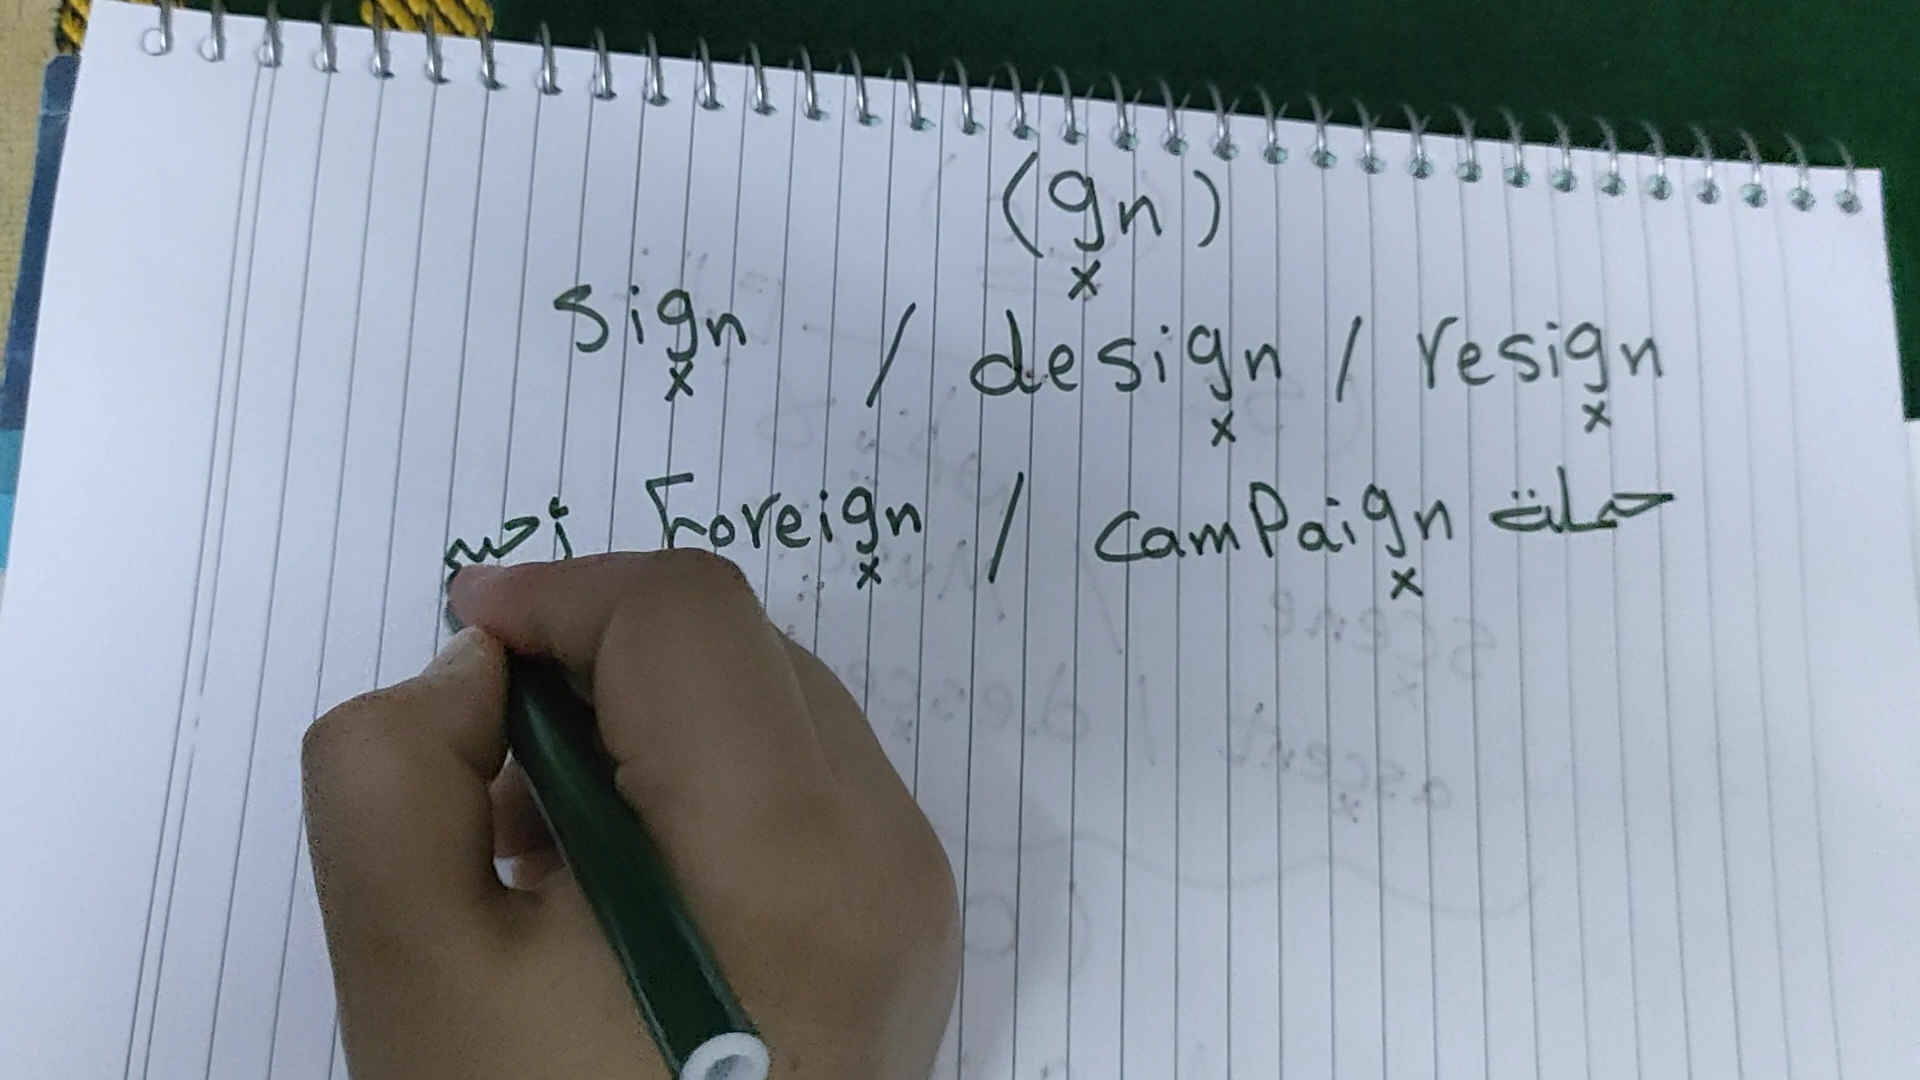 (gn)
x
sign / design / resign
x x x
Foreign / camPaign حملة
x x